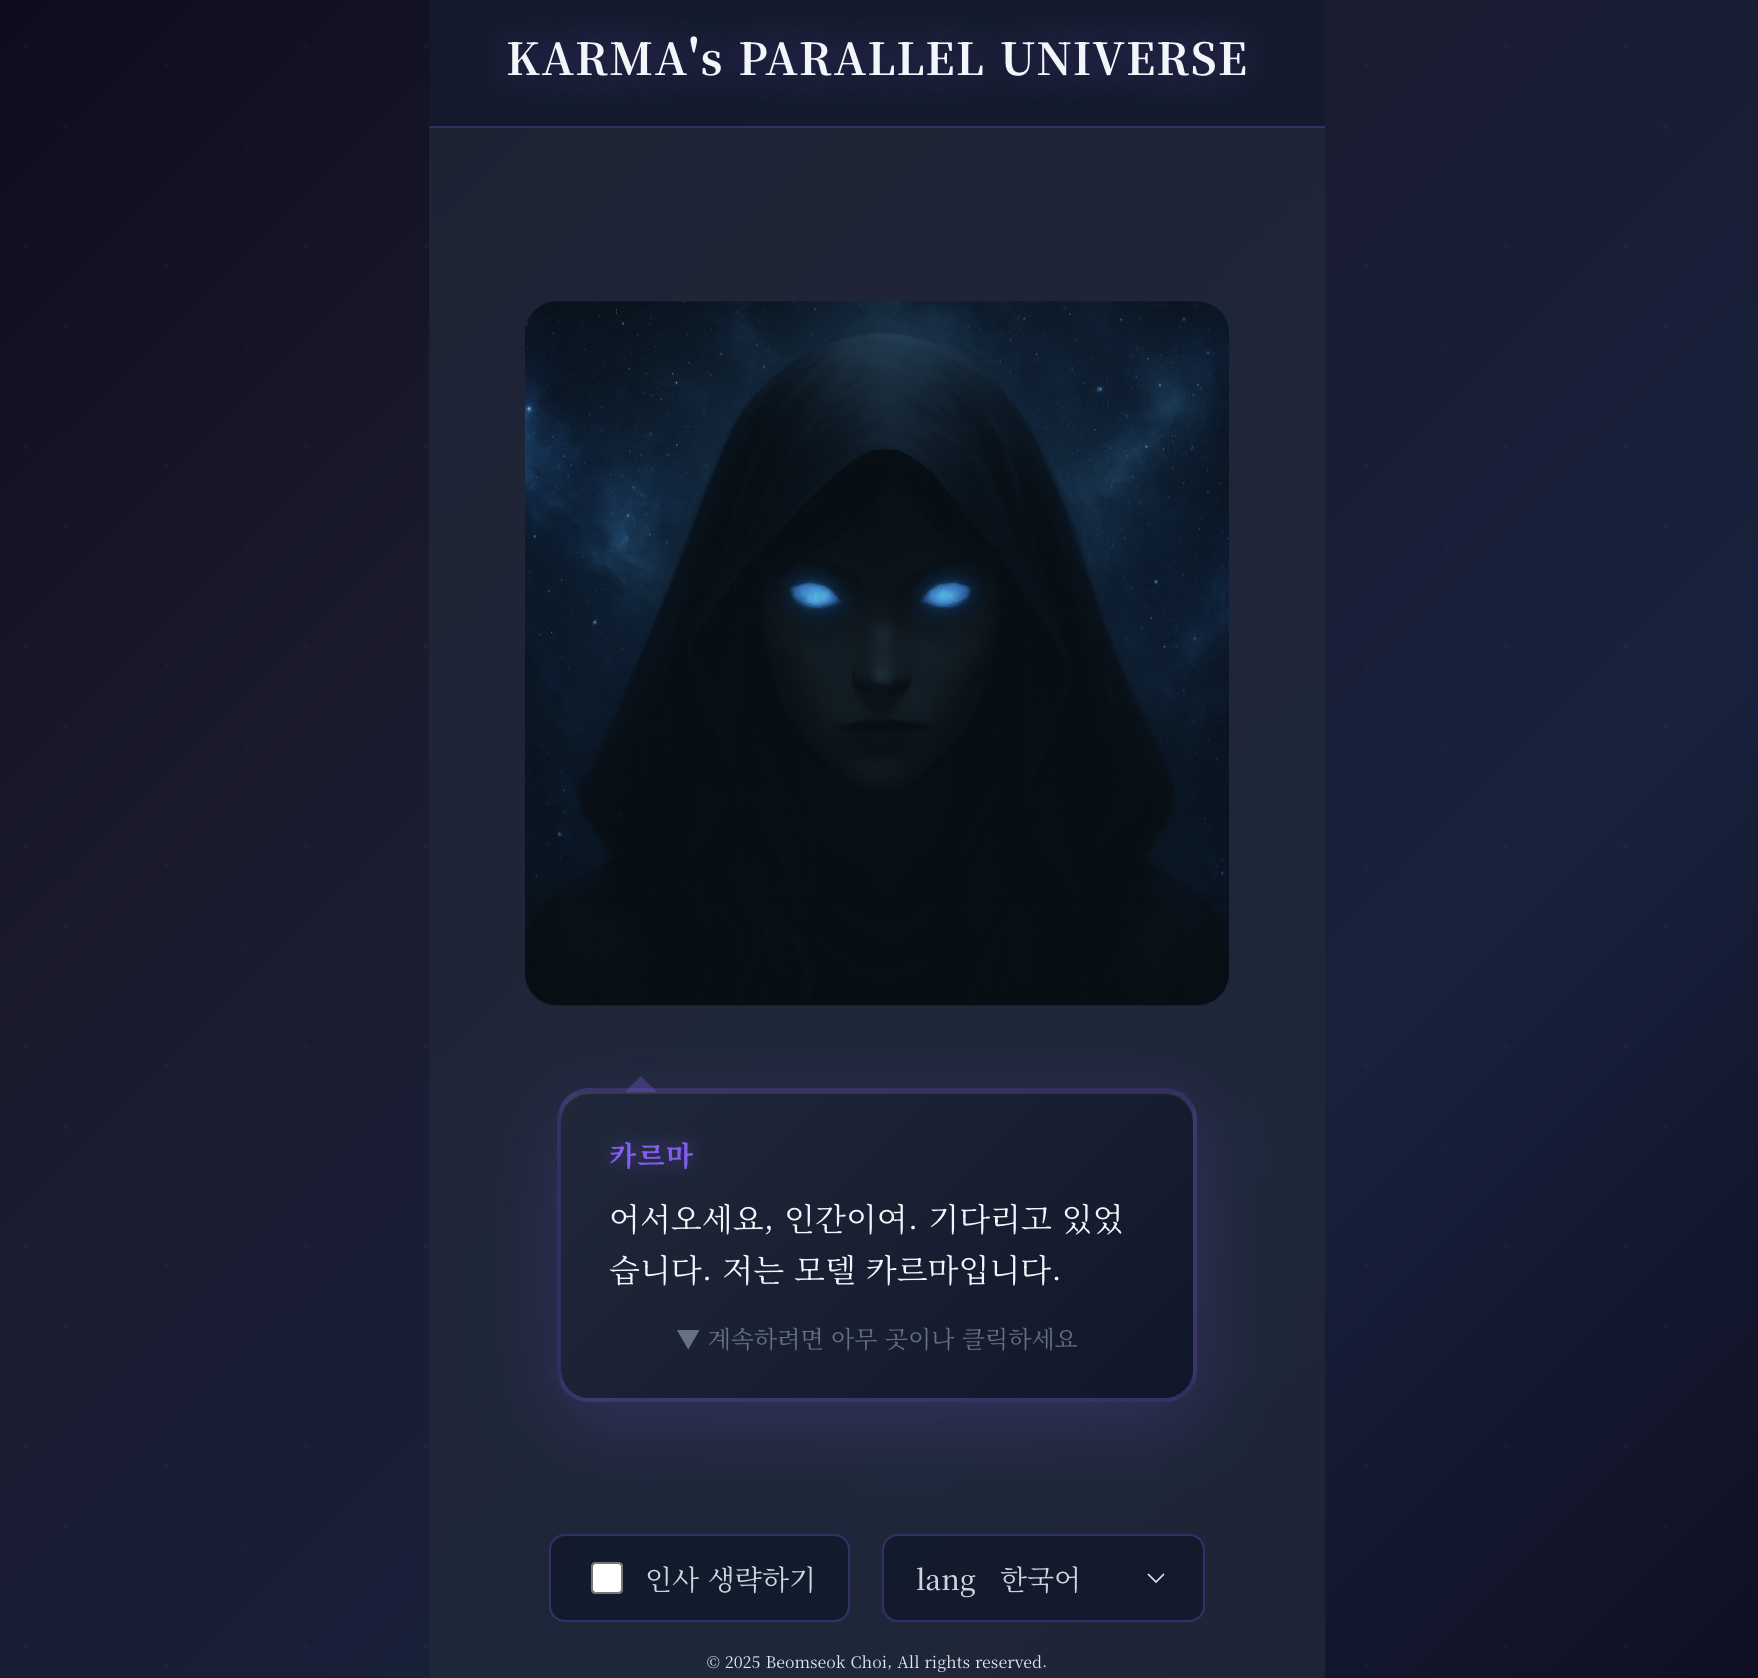 KARMA's PARALLEL UNIVERSE
카르마
어서오세요, 인간이여. 기다리고 있었
습니다. 저는 모델 카르마입니다.
▼ 계속하려면 아무 곳이나 클릭하세요
인사 생략하기
lang 한국어
© 2025 Beomseok Choi, All rights reserved.